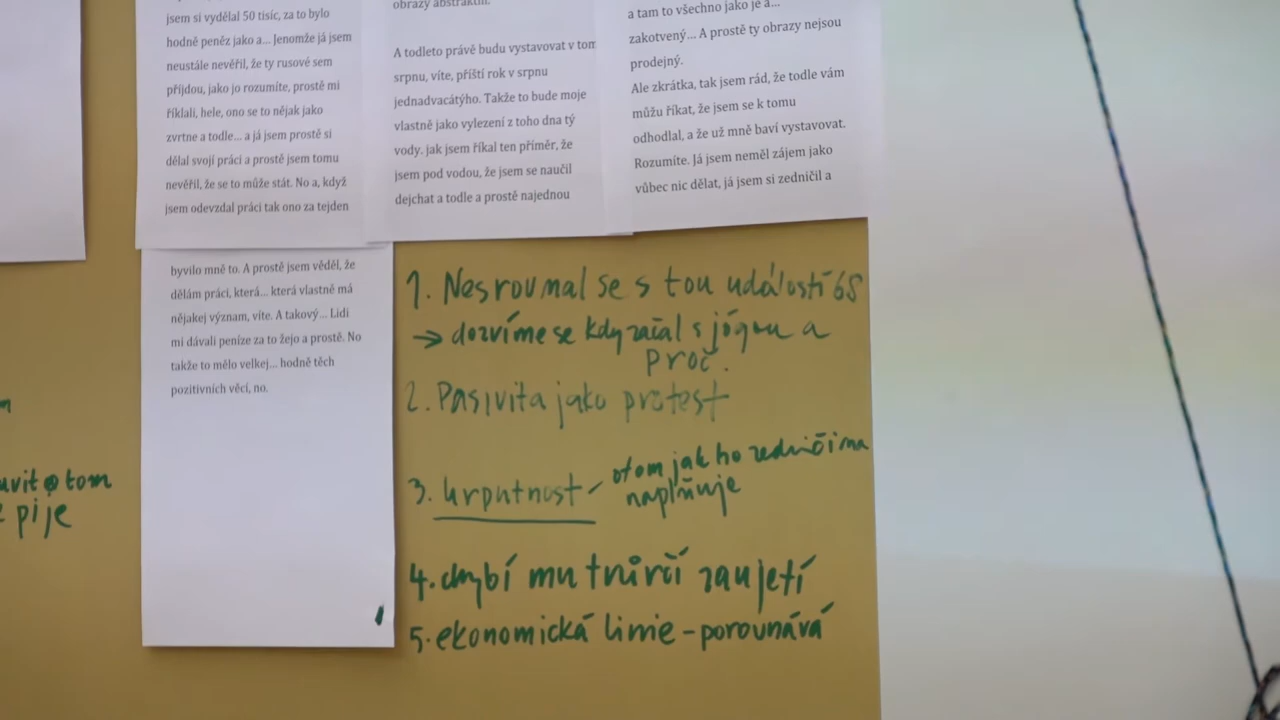 jsem si vydělal 50 tisíc, za to bylo
hodně peněz jako a... Jenomže já jsem
neustále nevěřil, že ty rusové sem
příjdou, jako jo rozumíte, prostě mi
říklali, hele, ono se to nějak jako
zvrtne a todle... a já jsem prostě si
dělal svojí práci a prostě jsem tomu
nevěřil, že se to může stát. No a, když
jsem odevzdal práci tak ono za tejden
byvilo mně to. A prostě jsem věděl, že
dělám práci, která... která vlastně má
nějakej význam, víte. A takový... Lidi
mi dávali peníze za to žejo a prostě. No
takže to mělo velkej... hodně těch
pozitivních věcí, no.
obrazy abstraktní.
A todleto právě budu vystavovat v tom
srpnu, víte, příští rok v srpnu
jednadvacátýho. Takže to bude moje
vlastně jako vylezení z toho dna tý
vody. jak jsem říkal ten příměr, že
jsem pod vodou, že jsem se naučil
dejchat a todle a prostě najednou
a tam to všechno jako je a...
zakotvený... A prostě ty obrazy nejsou
prodejný.
Ale zkrátka, tak jsem rád, že todle vám
můžu říkat, že jsem se k tomu
odhodlal, a že už mně baví vystavovat.
Rozumíte. Já jsem neměl zájem jako
vůbec nic dělat, já jsem si zedničil a
1. Nesrovnal se s tou událostí 68
→ dozvíme se kdy začal s jógou a
proč.
2. Pasivita jako protest
3. hrputnost – o tom jak ho zedničina
naplňuje
4. chybí mu tvůrčí zaujetí
5. ekonomická linie – porovnává
tom
pije